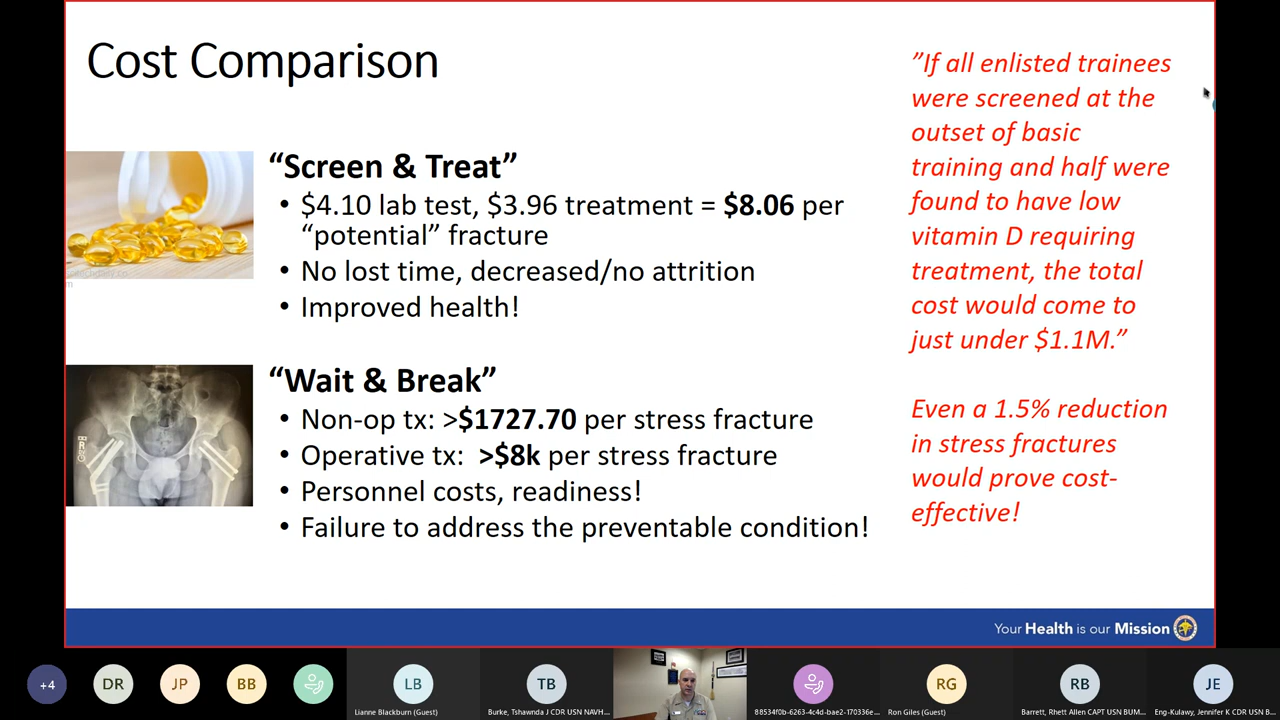 Cost Comparison
“Screen & Treat”
• $4.10 lab test, $3.96 treatment = $8.06 per
“potential” fracture
• No lost time, decreased/no attrition
• Improved health!
“Wait & Break”
• Non-op tx: >$1727.70 per stress fracture
• Operative tx: >$8k per stress fracture
• Personnel costs, readiness!
• Failure to address the preventable condition!
”If all enlisted trainees
were screened at the
outset of basic
training and half were
found to have low
vitamin D requiring
treatment, the total
cost would come to
just under $1.1M.”
Even a 1.5% reduction
in stress fractures
would prove cost-
effective!
Your Health is our Mission
+4
DR
JP
BB
LB
Lianne Blackburn (Guest)
TB
Burke, Tshawnda J CDR USN NAVH...
88534f0b-6263-4c4d-bae2-170336e...
RG
Ron Giles (Guest)
RB
Barrett, Rhett Allen CAPT USN BUM...
JE
Eng-Kulawy, Jennifer K CDR USN B...